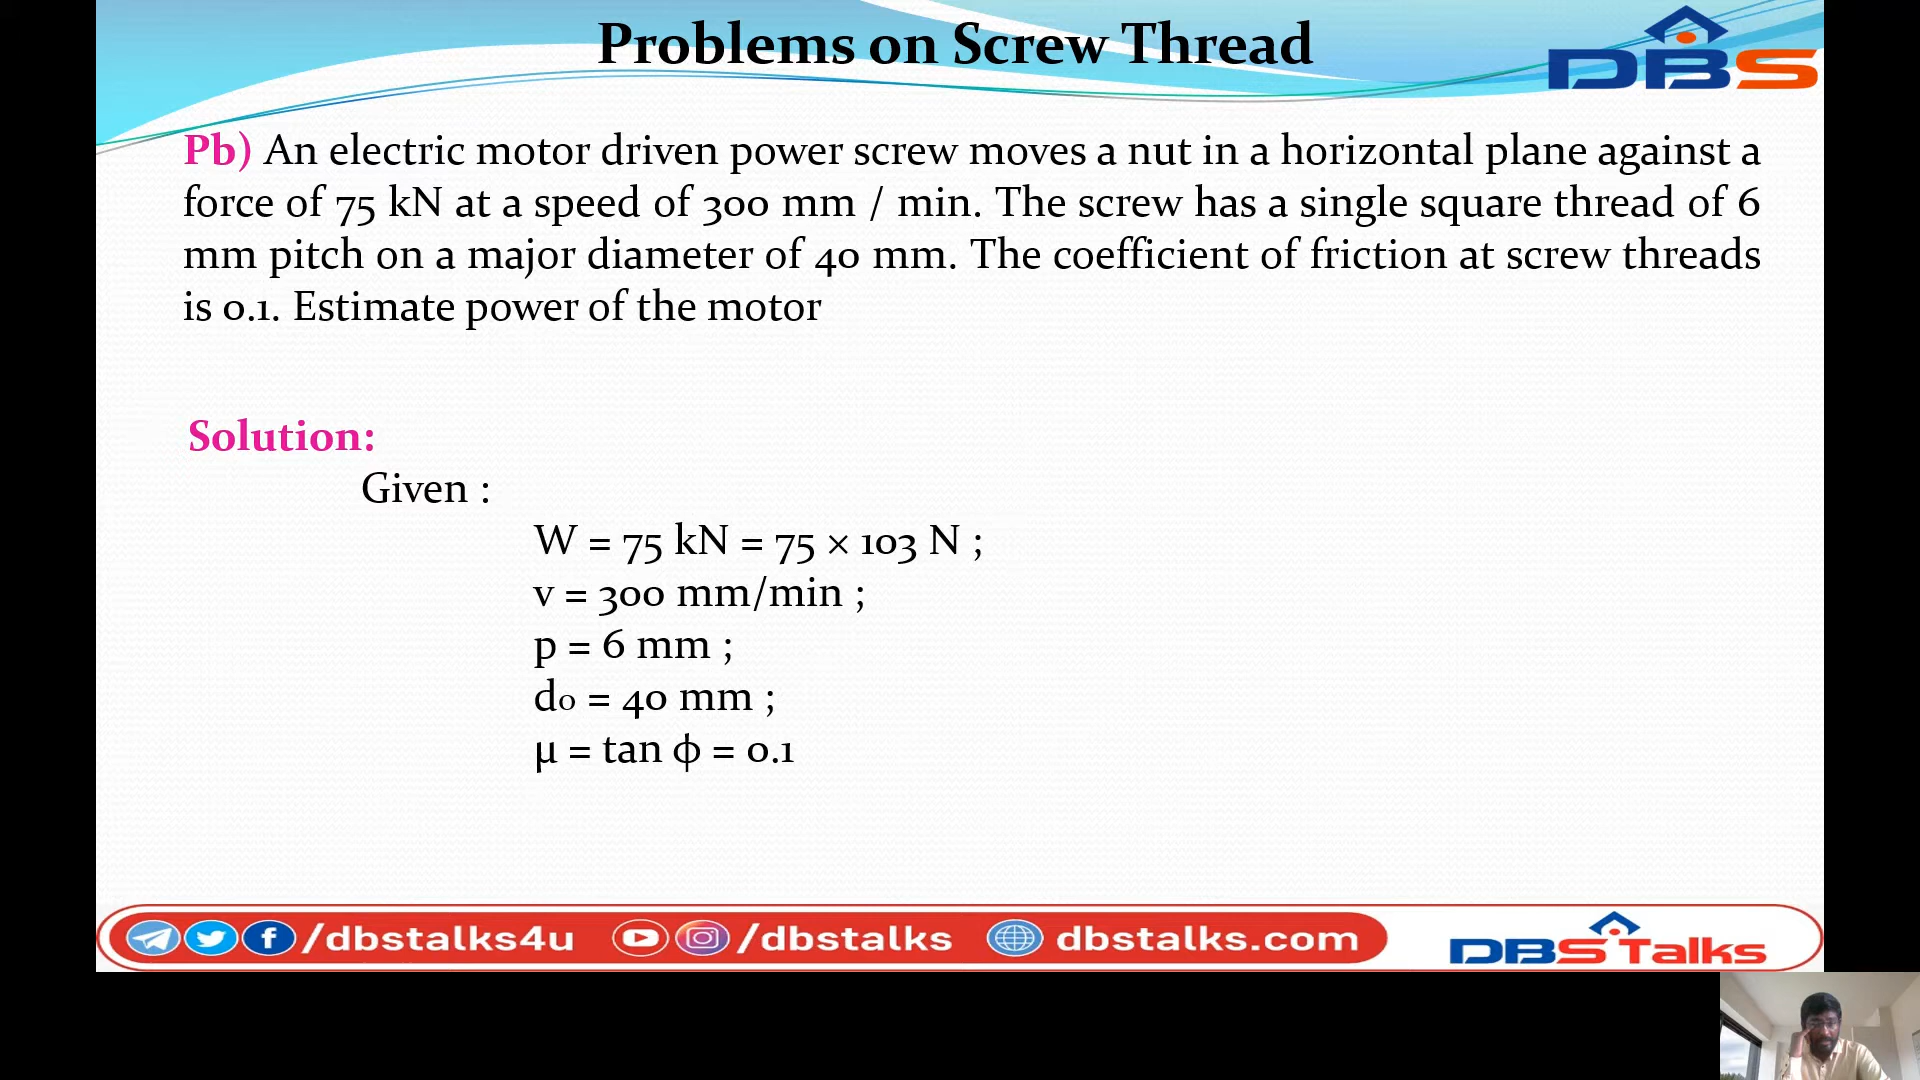 Problems on Screw Thread
DBS
Pb) An electric motor driven power screw moves a nut in a horizontal plane against a
force of 75 kN at a speed of 300 mm / min. The screw has a single square thread of 6
mm pitch on a major diameter of 40 mm. The coefficient of friction at screw threads
is 0.1. Estimate power of the motor
Solution:
Given :
W = 75 kN = 75 × 103 N ;
v = 300 mm/min ;
p = 6 mm ;
do = 40 mm ;
μ = tan ϕ = 0.1
/dbstalks4u /dbstalks dbstalks.com
DBS Talks